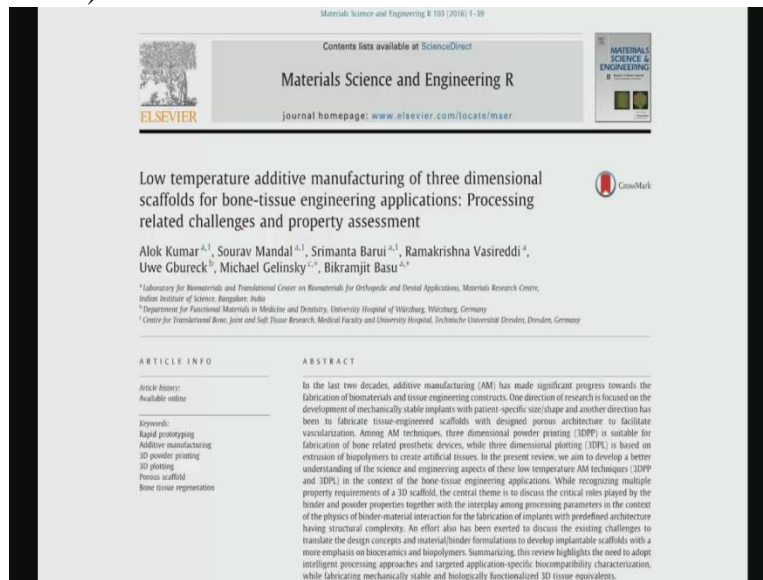 Materials Science and Engineering R 103 (2016) 1–39
Contents lists available at ScienceDirect
Materials Science and Engineering R
journal homepage: www.elsevier.com/locate/mser
ELSEVIER
MATERIALS
SCIENCE &
ENGINEERING
R
Low temperature additive manufacturing of three dimensional
scaffolds for bone-tissue engineering applications: Processing
related challenges and property assessment
CrossMark
Alok Kumar a,1, Sourav Mandal a,1, Srimanta Barui a,1, Ramakrishna Vasireddi a,
Uwe Gbureck b, Michael Gelinsky c,*, Bikramjit Basu a,*
a Laboratory for Biomaterials and Translational Center on Biomaterials for Orthopedic and Dental Applications, Materials Research Centre,
Indian Institute of Science, Bangalore, India
b Department for Functional Materials in Medicine and Dentistry, University Hospital of Würzburg, Würzburg, Germany
c Centre for Translational Bone, Joint and Soft Tissue Research, Medical Faculty and University Hospital, Technische Universität Dresden, Dresden, Germany
ARTICLE INFO
Article history:
Available online
Keywords:
Rapid prototyping
Additive manufacturing
3D powder printing
3D plotting
Porous scaffold
Bone tissue regeneration
ABSTRACT
In the last two decades, additive manufacturing (AM) has made significant progress towards the
fabrication of biomaterials and tissue engineering constructs. One direction of research is focused on the
development of mechanically stable implants with patient-specific size/shape and another direction has
been to fabricate tissue-engineered scaffolds with designed porous architecture to facilitate
vascularization. Among AM techniques, three dimensional powder printing (3DPP) is suitable for
fabrication of bone related prosthetic devices, while three dimensional plotting (3DPL) is based on
extrusion of biopolymers to create artificial tissues. In the present review, we aim to develop a better
understanding of the science and engineering aspects of these low temperature AM techniques (3DPP
and 3DPL) in the context of the bone-tissue engineering applications. While recognizing multiple
property requirements of a 3D scaffold, the central theme is to discuss the critical roles played by the
binder and powder properties together with the interplay among processing parameters in the context
of the physics of binder-material interaction for the fabrication of implants with predefined architecture
having structural complexity. An effort also has been exerted to discuss the existing challenges to
translate the design concepts and material/binder formulations to develop implantable scaffolds with a
more emphasis on bioceramics and biopolymers. Summarizing, this review highlights the need to adopt
intelligent processing approaches and targeted application-specific biocompatibility characterization,
while fabricating mechanically stable and biologically functionalized 3D tissue equivalents.